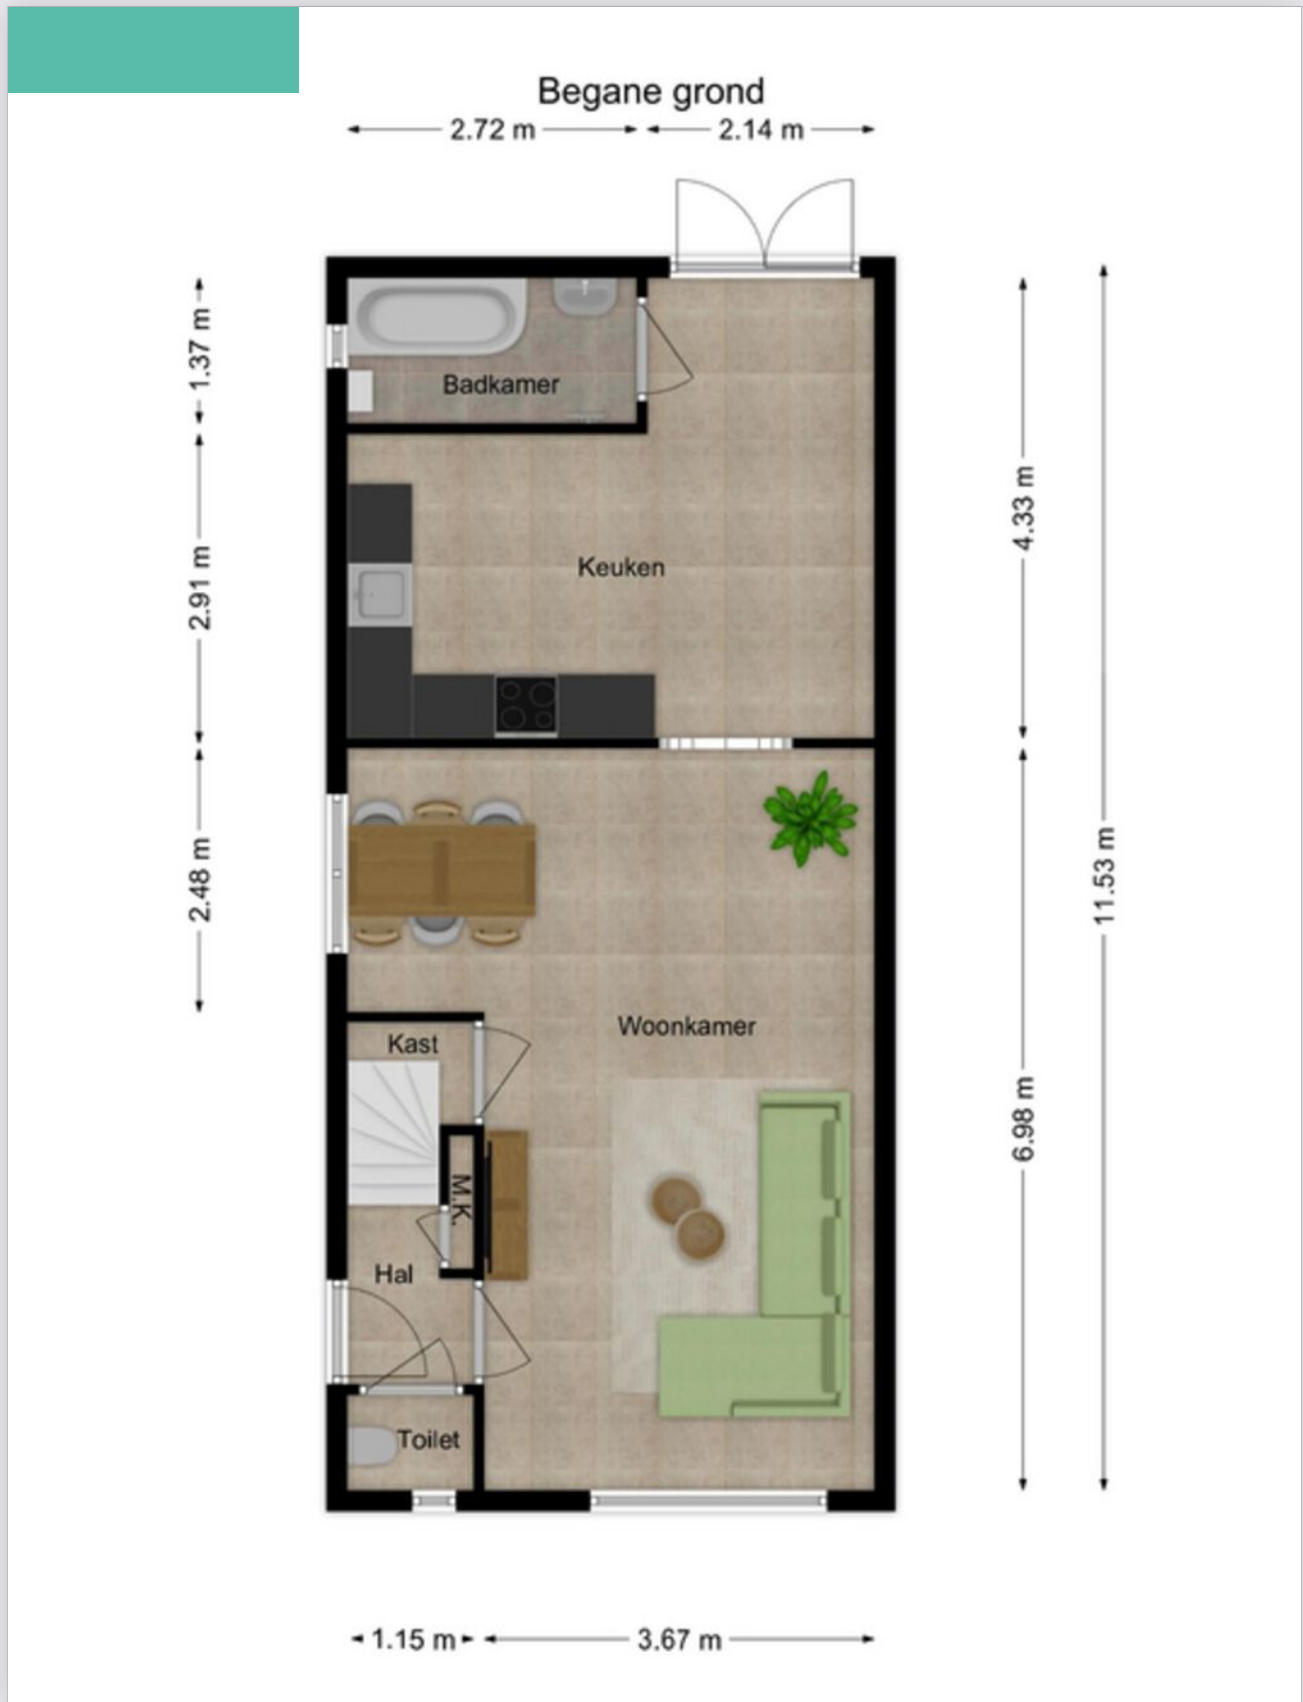 Begane grond
2.72 m
2.14 m
1.37 m
Badkamer
4.33 m
2.91 m
Keuken
2.48 m
11.53 m
Woonkamer
Kast
6.98 m
M.K.
Hal
Toilet
1.15 m
3.67 m